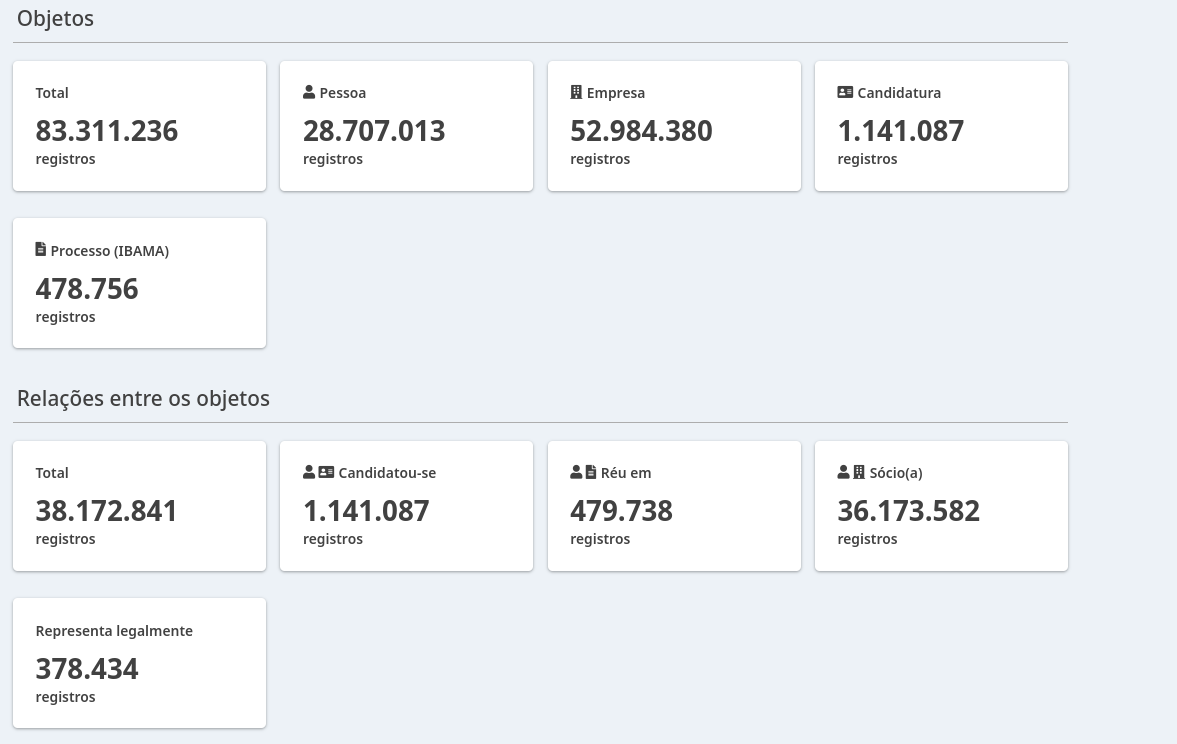 Objetos
Total
83.311.236
registros
Pessoa
28.707.013
registros
Empresa
52.984.380
registros
Candidatura
1.141.087
registros
Processo (IBAMA)
478.756
registros
Relações entre os objetos
Total
38.172.841
registros
Candidatou-se
1.141.087
registros
Réu em
479.738
registros
Sócio(a)
36.173.582
registros
Representa legalmente
378.434
registros